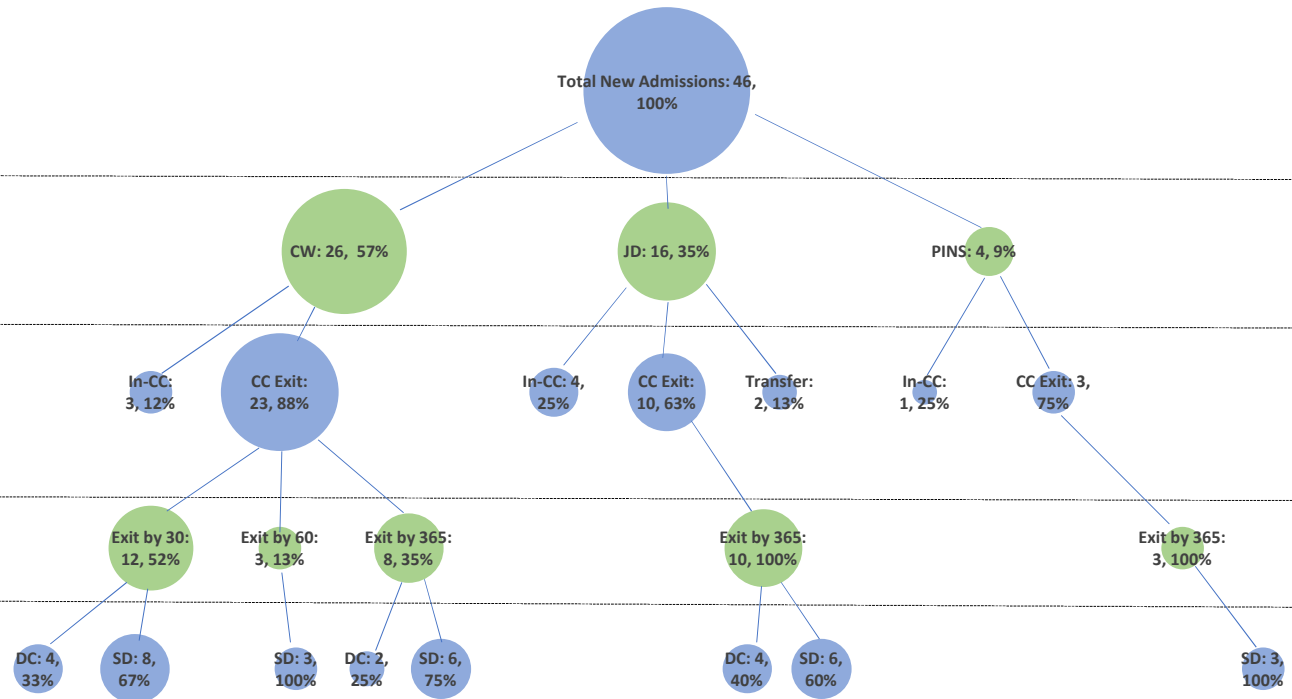 Total New Admissions: 46,
100%
CW: 26, 57%
JD: 16, 35%
PINS: 4, 9%
In-CC:
3, 12%
CC Exit:
23, 88%
In-CC: 4,
25%
CC Exit:
10, 63%
Transfer:
2, 13%
In-CC:
1, 25%
CC Exit: 3,
75%
Exit by 30:
12, 52%
Exit by 60:
3, 13%
Exit by 365:
8, 35%
Exit by 365:
10, 100%
Exit by 365:
3, 100%
DC: 4,
33%
SD: 8,
67%
SD: 3,
100%
DC: 2,
25%
SD: 6,
75%
DC: 4,
40%
SD: 6,
60%
SD: 3,
100%